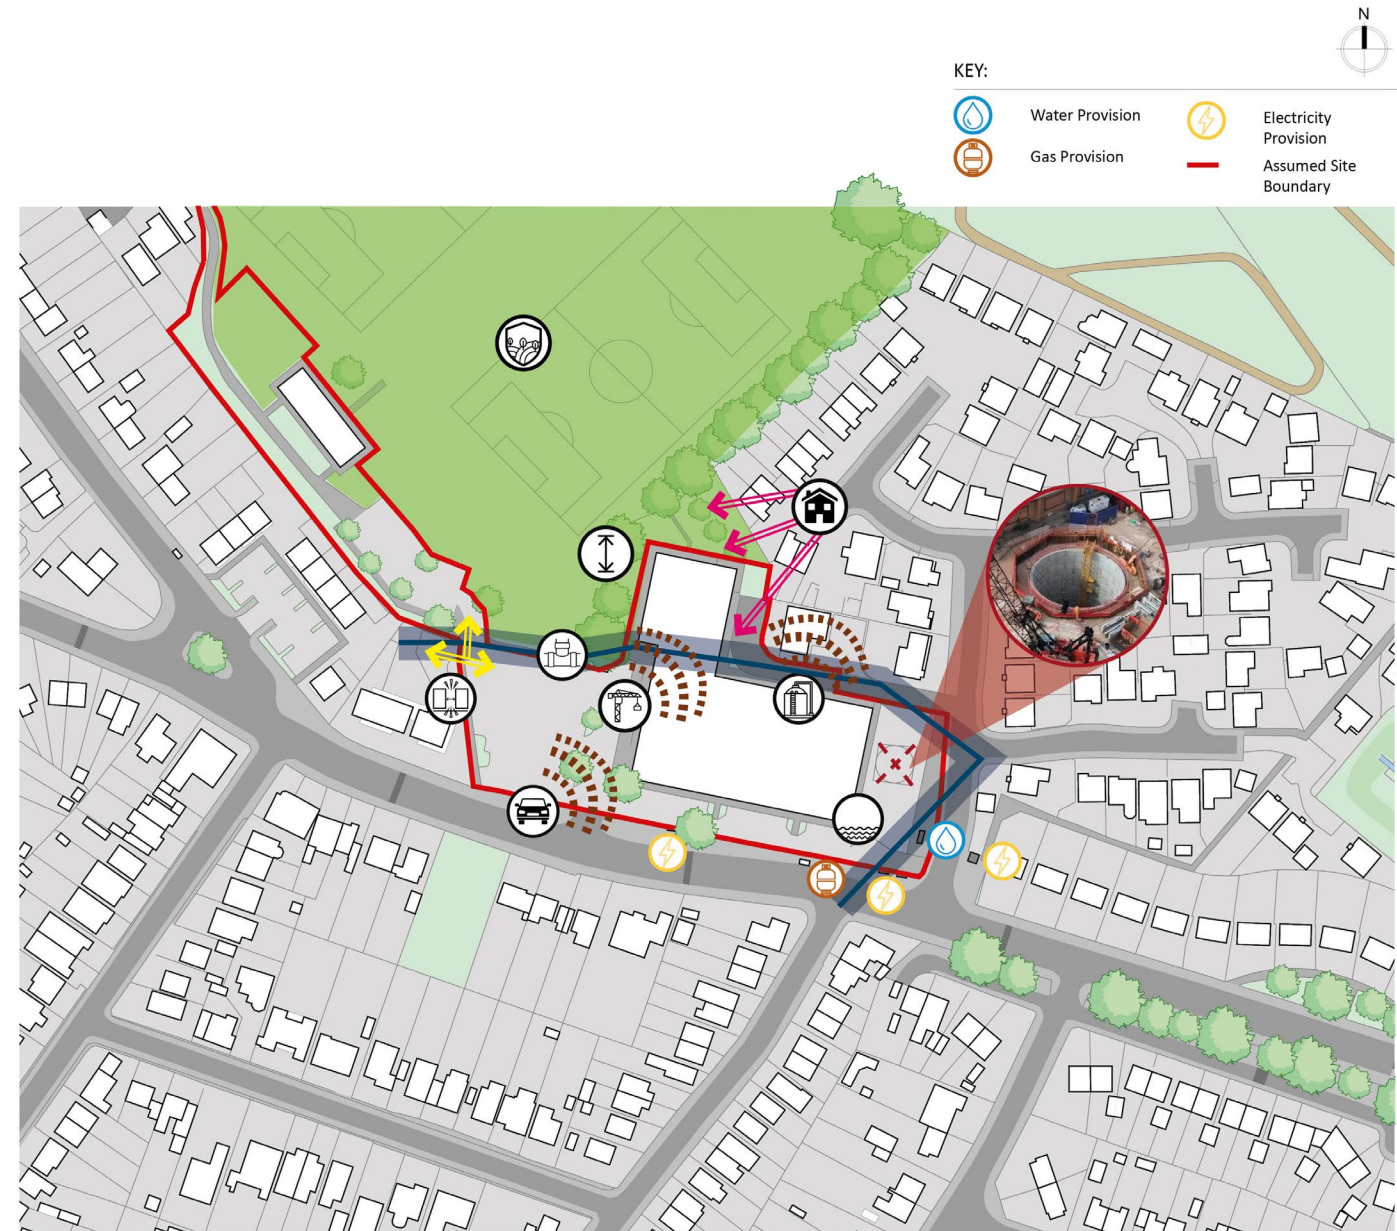 N
KEY:
Water Provision
Electricity
Provision
Gas Provision
Assumed Site
Boundary